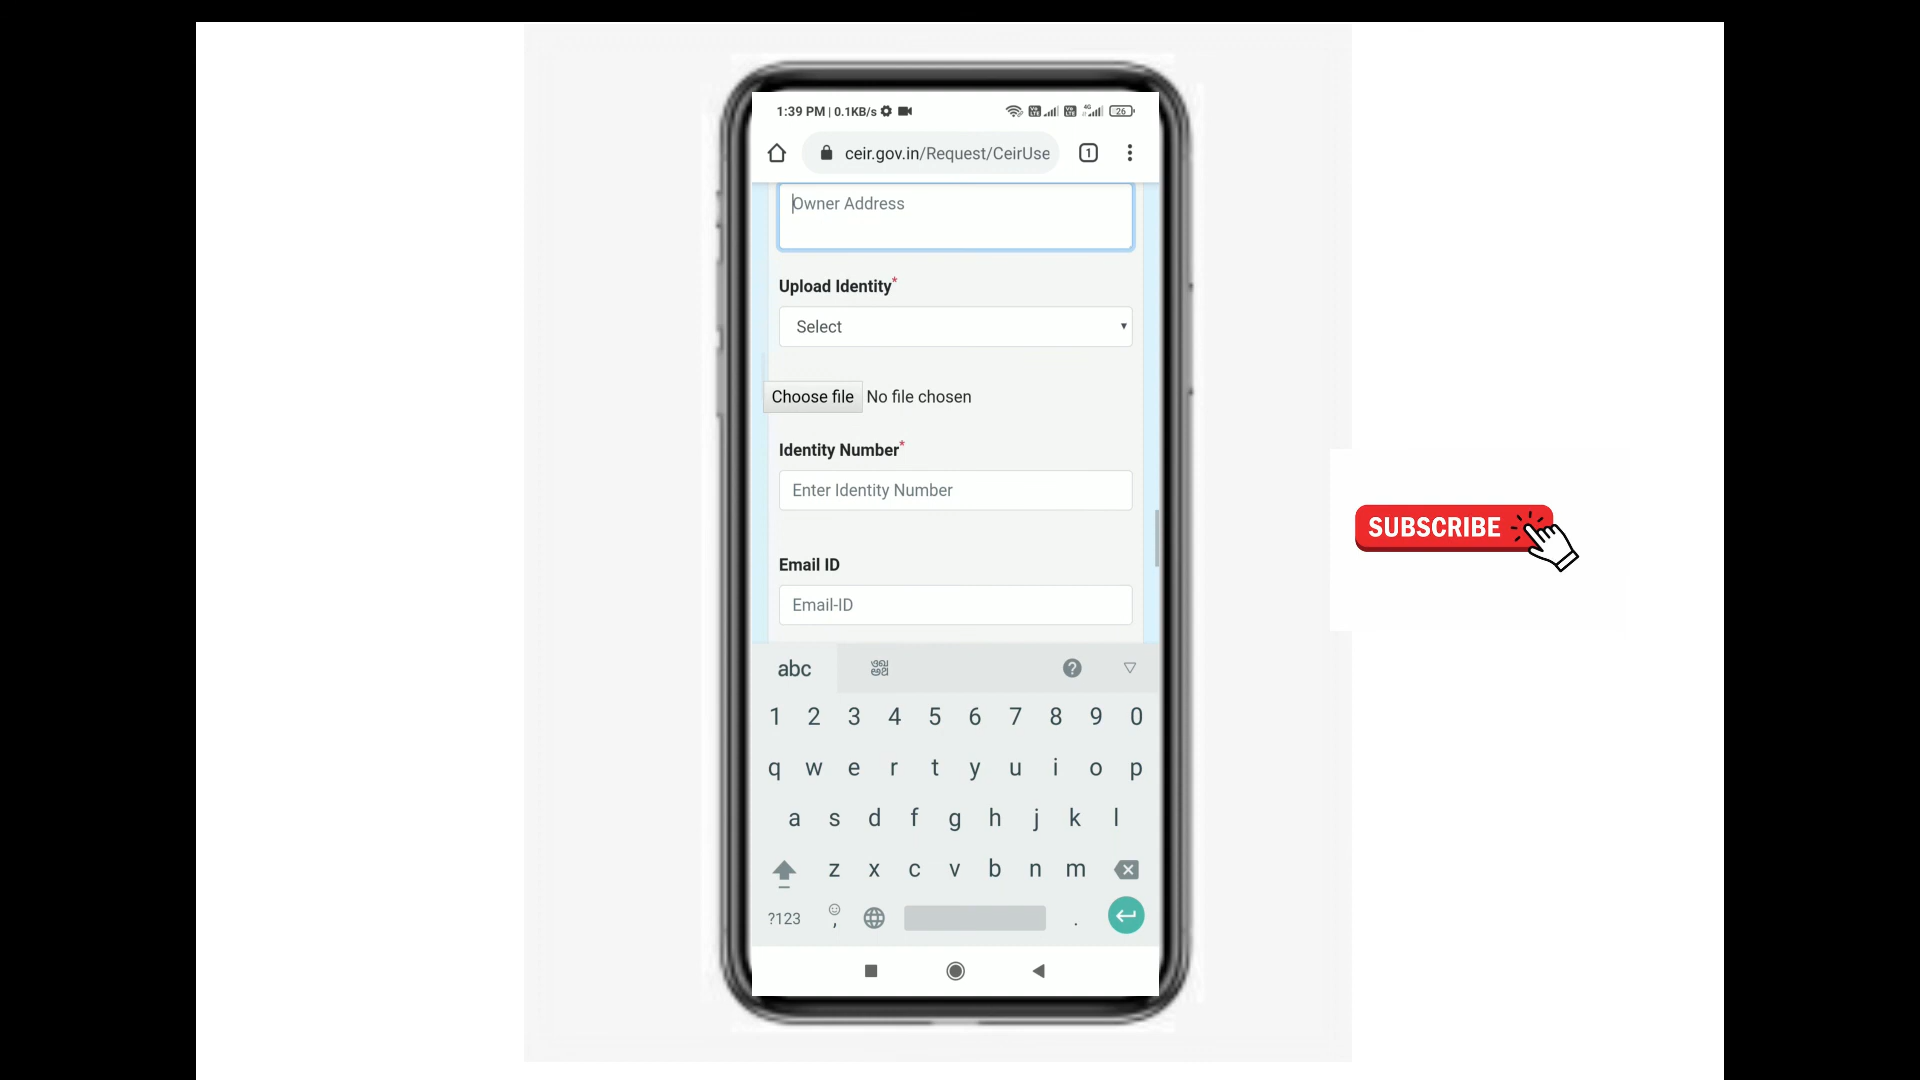 1:39 PM | 0.1KB/s
26
ceir.gov.in/Request/CeirUse
1
Owner Address
Upload Identity*
Select
Choose file No file chosen
Identity Number*
Enter Identity Number
Email ID
Email-ID
SUBSCRIBE
abc
1 2 3 4 5 6 7 8 9 0
q w e r t y u i o p
a s d f g h j k l
z x c v b n m
?123 , .